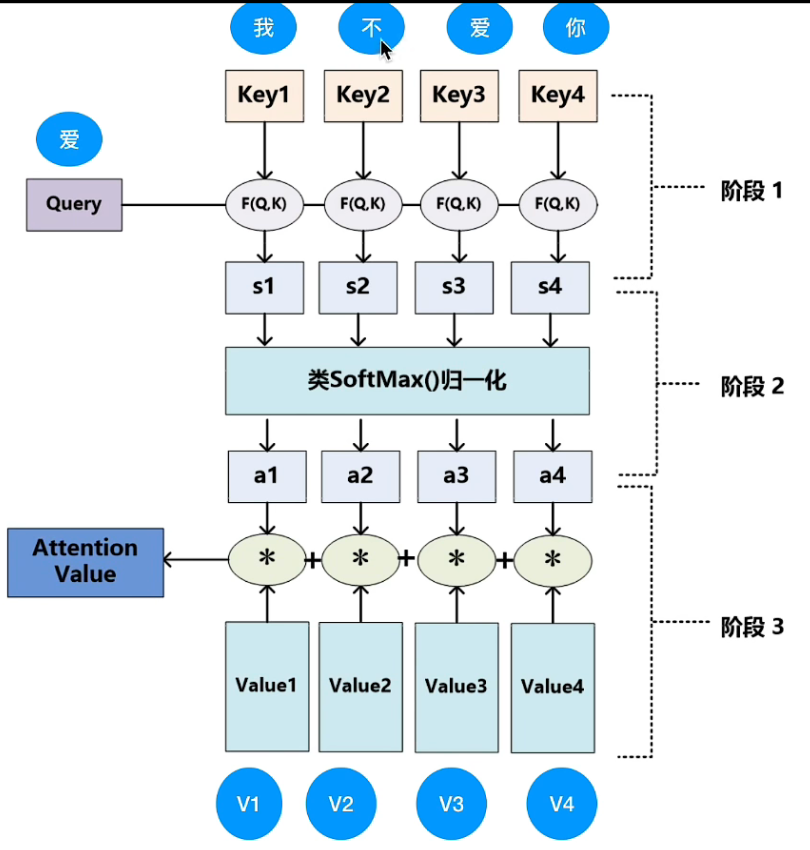 我 不 爱 你
Key1 Key2 Key3 Key4
爱
Query F(Q,K) F(Q,K) F(Q,K) F(Q,K)
阶段 1
s1 s2 s3 s4
类SoftMax()归一化
阶段 2
a1 a2 a3 a4
Attention
Value
* + * + * + *
阶段 3
Value1 Value2 Value3 Value4
V1 V2 V3 V4